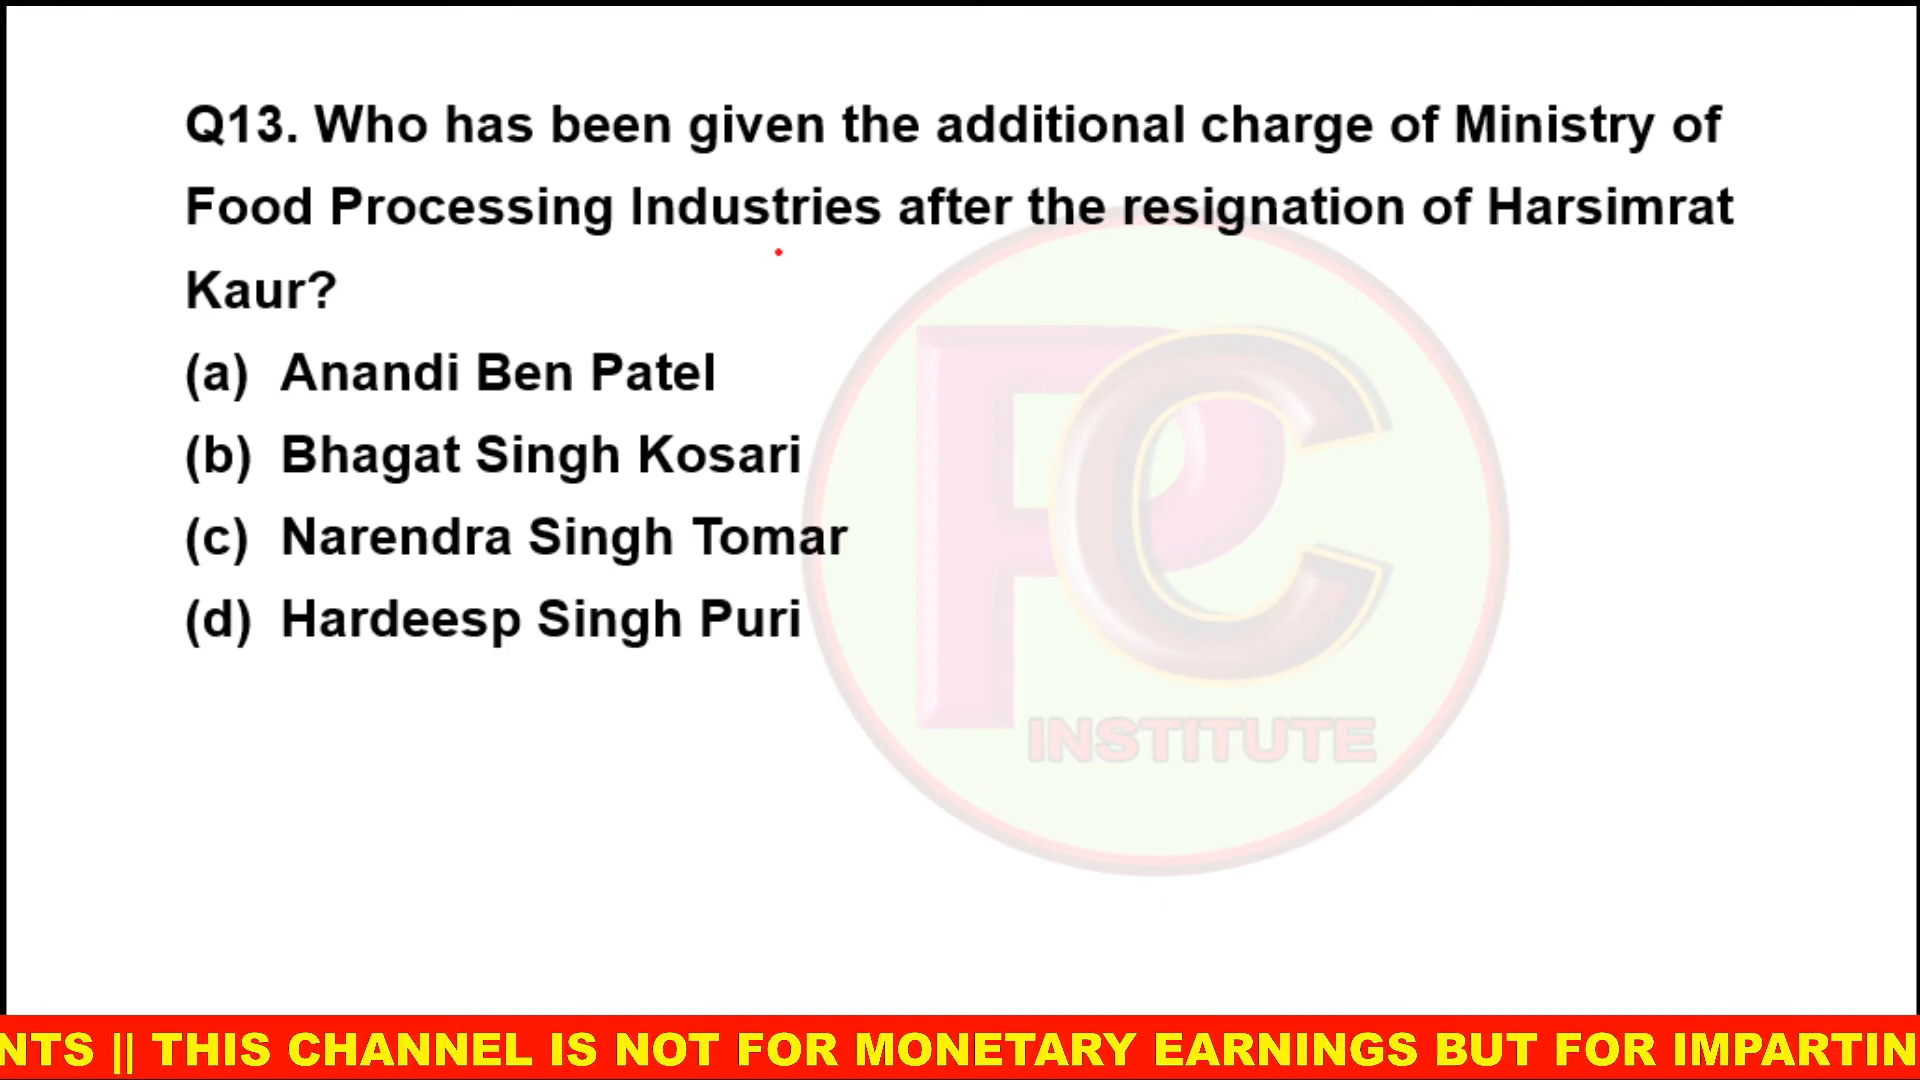 Q13. Who has been given the additional charge of Ministry of
Food Processing Industries after the resignation of Harsimrat
Kaur?
(a) Anandi Ben Patel
(b) Bhagat Singh Kosari
(c) Narendra Singh Tomar
(d) Hardeesp Singh Puri
PC
INSTITUTE
NTS || THIS CHANNEL IS NOT FOR MONETARY EARNINGS BUT FOR IMPARTIN